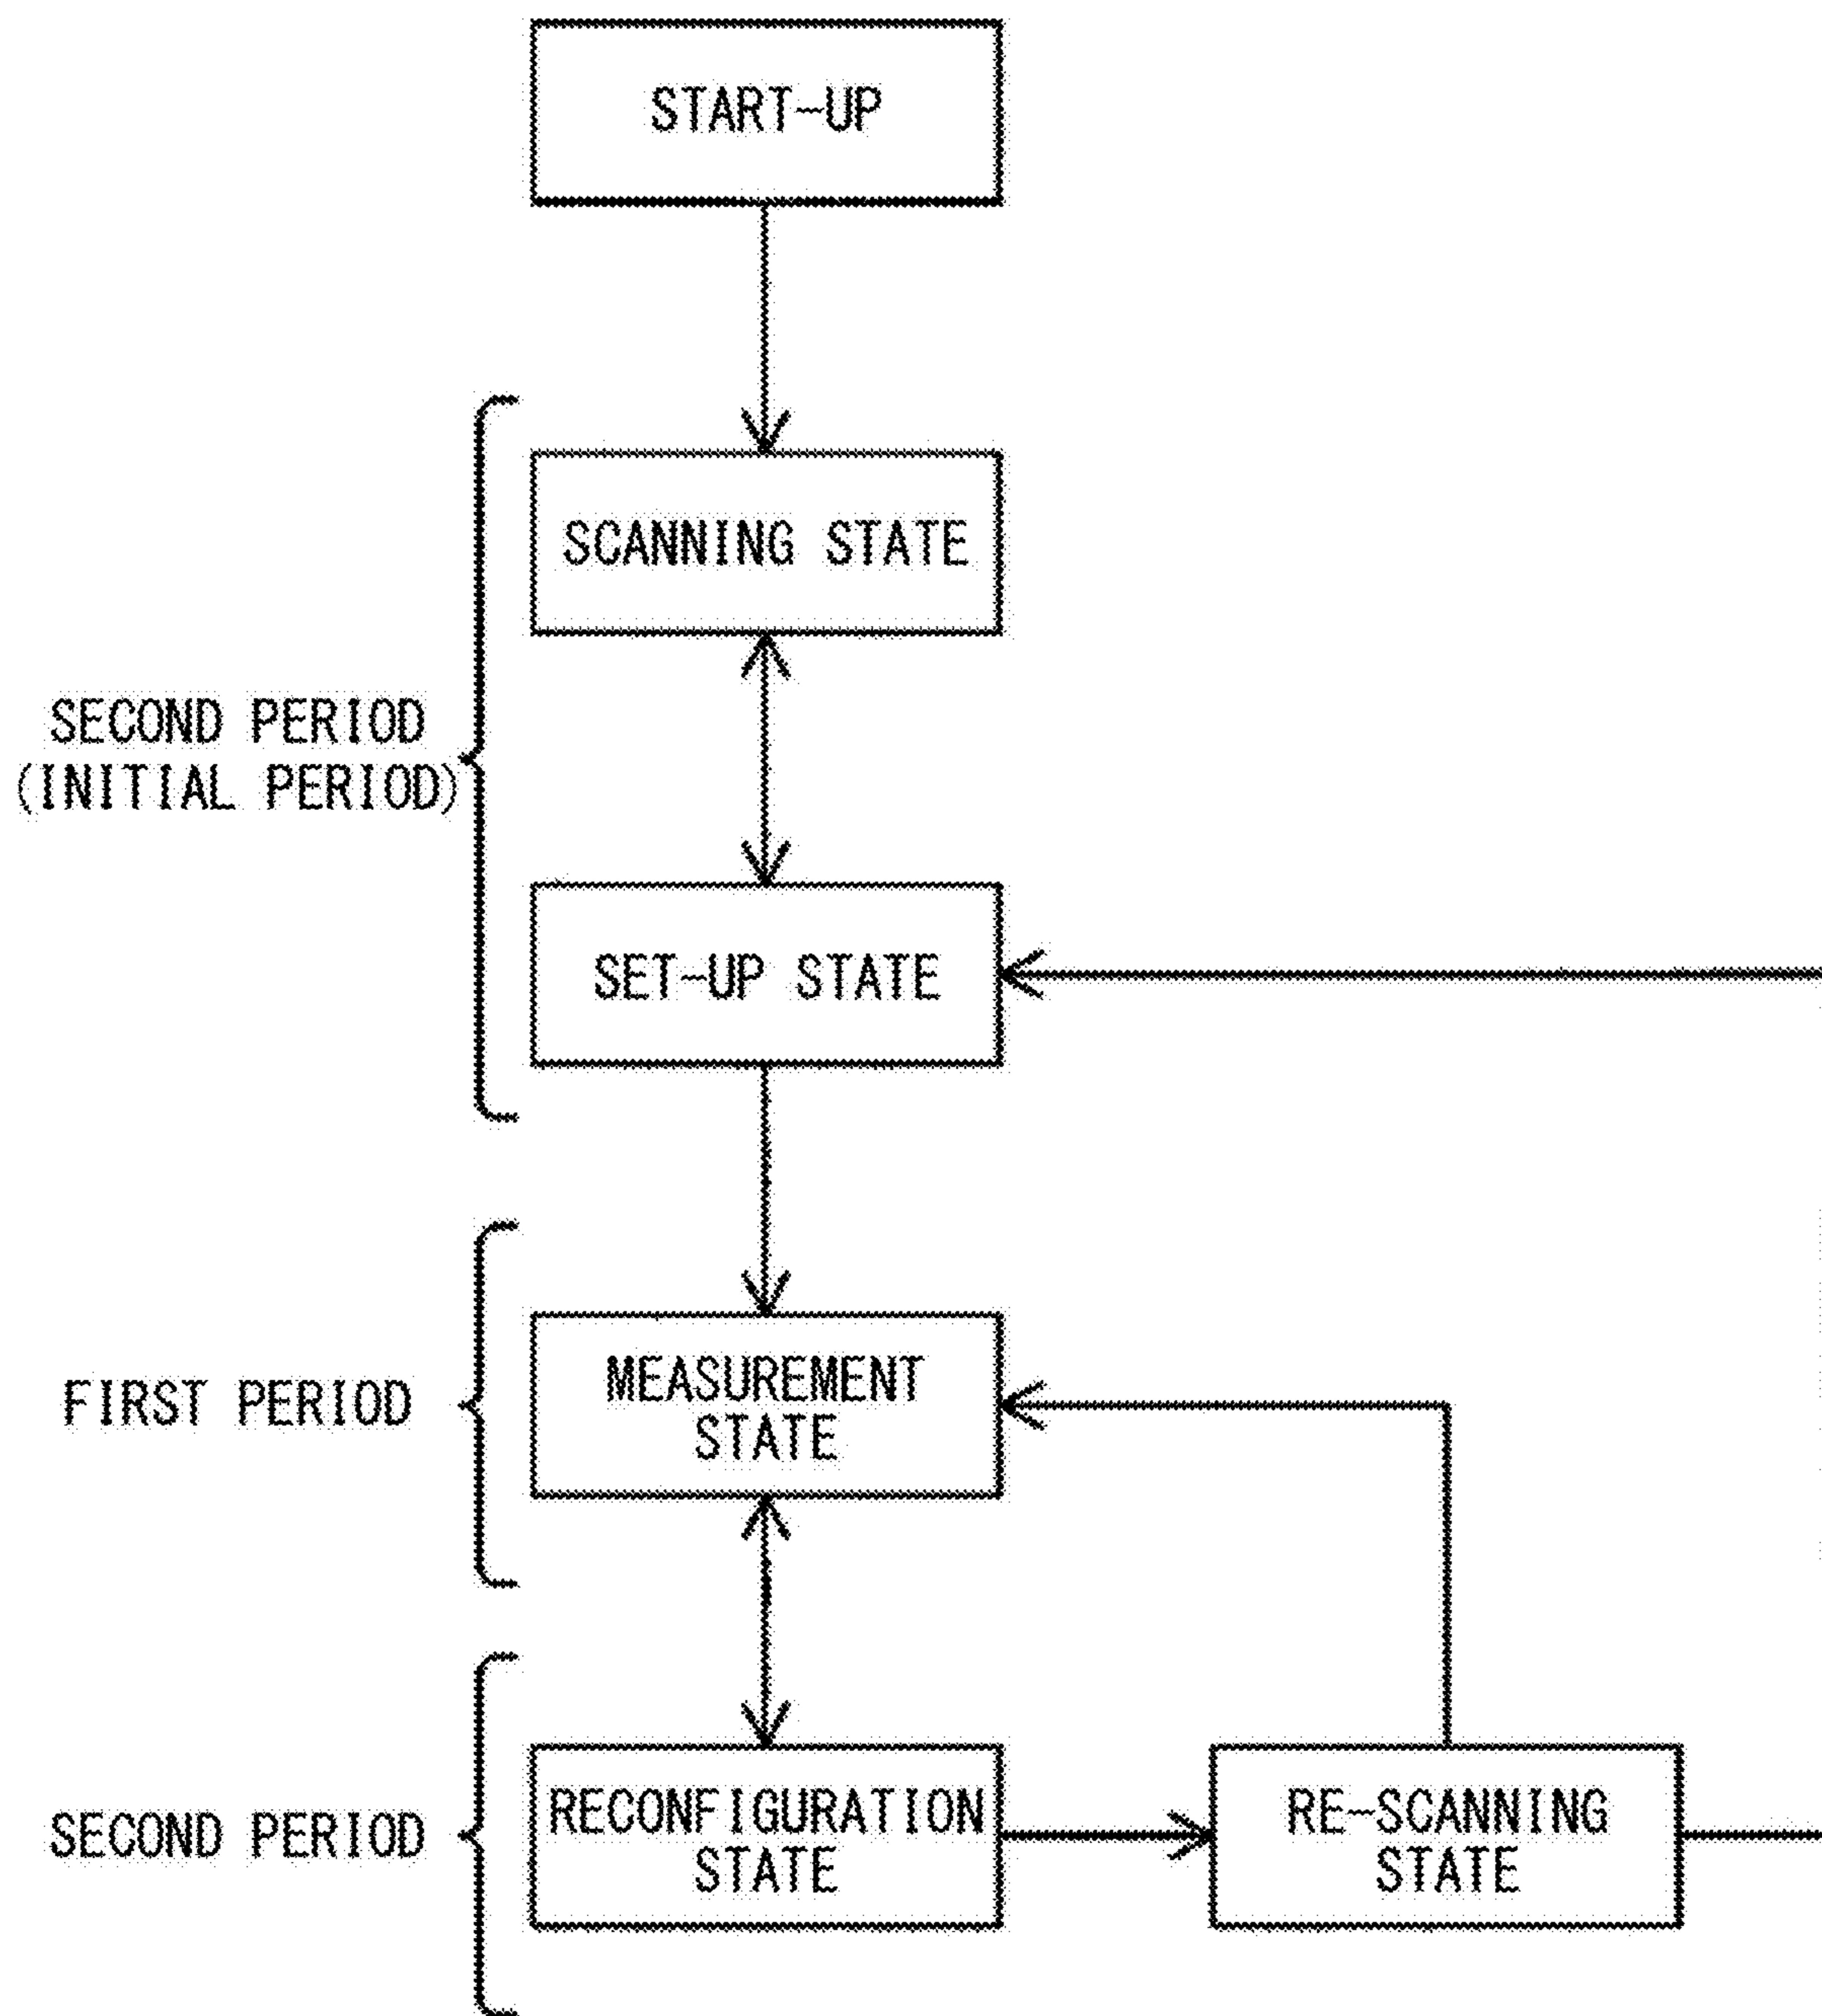 START-UP
SCANNING STATE
SECOND PERIOD
(INITIAL PERIOD)
SET-UP STATE
FIRST PERIOD
MEASUREMENT
STATE
SECOND PERIOD
RECONFIGURATION
STATE
RE-SCANNING
STATE